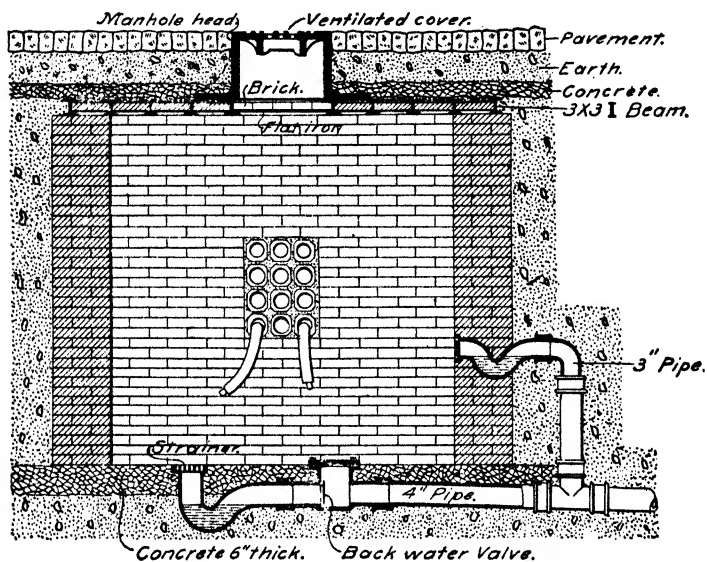 Manhole head
Ventilated cover.
Pavement.
Earth.
Concrete.
Brick.
3X3 I Beam.
Flat iron
3" Pipe.
Strainer.
4" Pipe.
Concrete 6" thick.
Back water Valve.